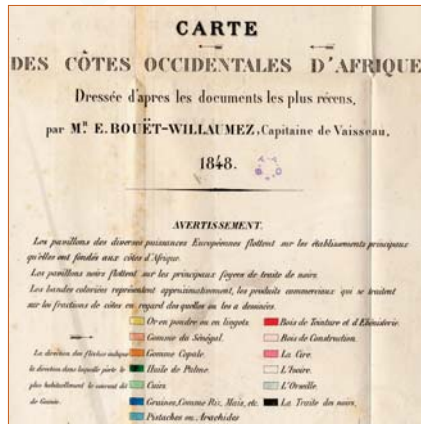 CARTE
DES CÔTES OCCIDENTALES D'AFRIQUE
Dressée d'apres les documents les plus récens,
par Mr. E. BOUËT-WILLAUMEZ, Capitaine de Vaisseau,
1848.
AVERTISSEMENT.
Les pavillons des diverses puissances Européennes flottent sur les établissements principaux
qu'elles ont fondés aux côtes d'Afrique.
Les pavillons noirs flottent sur les principaux foyers de traite de noirs.
Les bandes coloriées représentent approximativement, les produits commerciaux qui se traitent
sur les fractions de côtes en regard des quelles on les a dessinées.
La direction des flèches indique
celle dans laquelle porte le
plus habituellement le courant dit
de Guinée.
Or en poudre ou en lingots
Gomme du Sénégal.
Gomme Copale.
Huile de Palme.
Cuirs
Graines, Comme Riz, Maïs, etc.
Pistaches ou Arachides
Bois de Teinture et d'Ebénisterie.
Bois de Construction.
La Cire.
L'Ivoire.
L'Orseille.
La Traite des noirs.